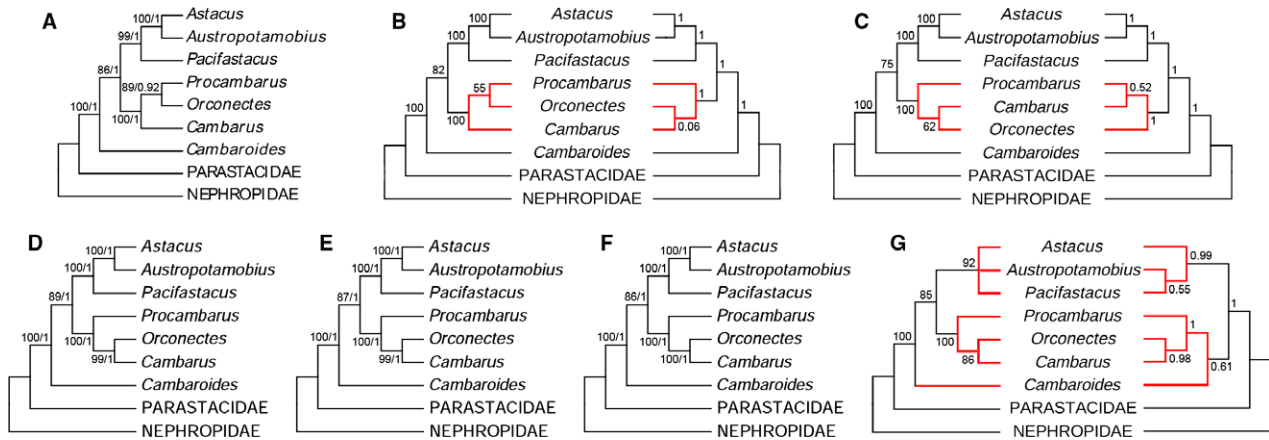 A
Astacus
Austropotamobius
Pacifastacus
Procambarus
Orconectes
Cambarus
Cambaroides
PARASTACIDAE
NEPHROPIDAE
100/1
99/1
86/1
89/0.92
100/1
100/1
B
Astacus
Austropotamobius
Pacifastacus
Procambarus
Orconectes
Cambarus
Cambaroides
PARASTACIDAE
NEPHROPIDAE
100
100
82
55
100
100
1
1
1
0.06
1
1
C
Astacus
Austropotamobius
Pacifastacus
Procambarus
Cambarus
Orconectes
Cambaroides
PARASTACIDAE
NEPHROPIDAE
100
100
75
100
62
100
1
1
0.52
1
1
1
D
Astacus
Austropotamobius
Pacifastacus
Procambarus
Orconectes
Cambarus
Cambaroides
PARASTACIDAE
NEPHROPIDAE
100/1
100/1
100/1
89/1
100/1
99/1
100/1
E
Astacus
Austropotamobius
Pacifastacus
Procambarus
Orconectes
Cambarus
Cambaroides
PARASTACIDAE
NEPHROPIDAE
100/1
100/1
87/1
100/1
99/1
100/1
F
Astacus
Austropotamobius
Pacifastacus
Procambarus
Orconectes
Cambarus
Cambaroides
PARASTACIDAE
NEPHROPIDAE
100/1
100/1
86/1
100/1
100/1
100/1
G
Astacus
Austropotamobius
Pacifastacus
Procambarus
Orconectes
Cambarus
Cambaroides
PARASTACIDAE
NEPHROPIDAE
92
85
100
100
86
0.99
0.55
1
1
0.98
0.61